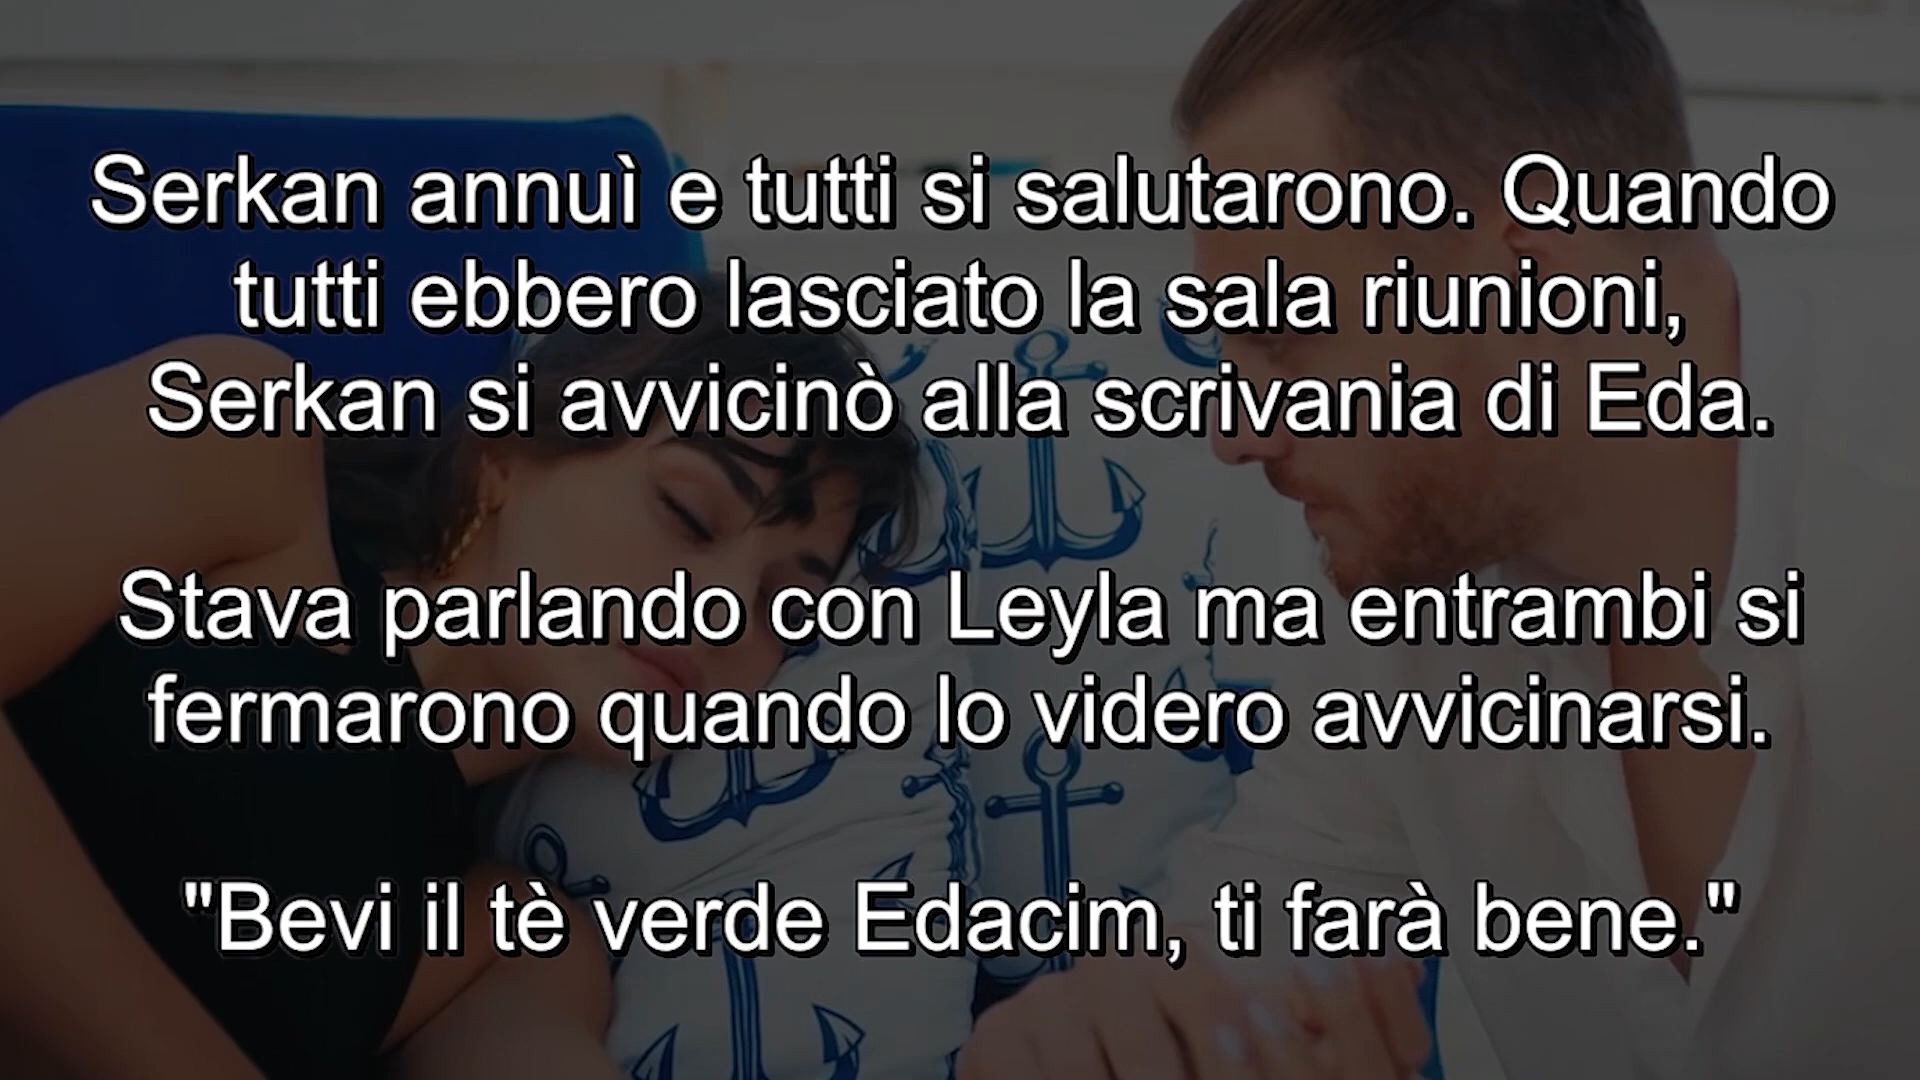 Serkan annuì e tutti si salutarono. Quando
tutti ebbero lasciato la sala riunioni,
Serkan si avvicinò alla scrivania di Eda.
Stava parlando con Leyla ma entrambi si
fermarono quando lo videro avvicinarsi.
"Bevi il tè verde Edacim, ti farà bene."